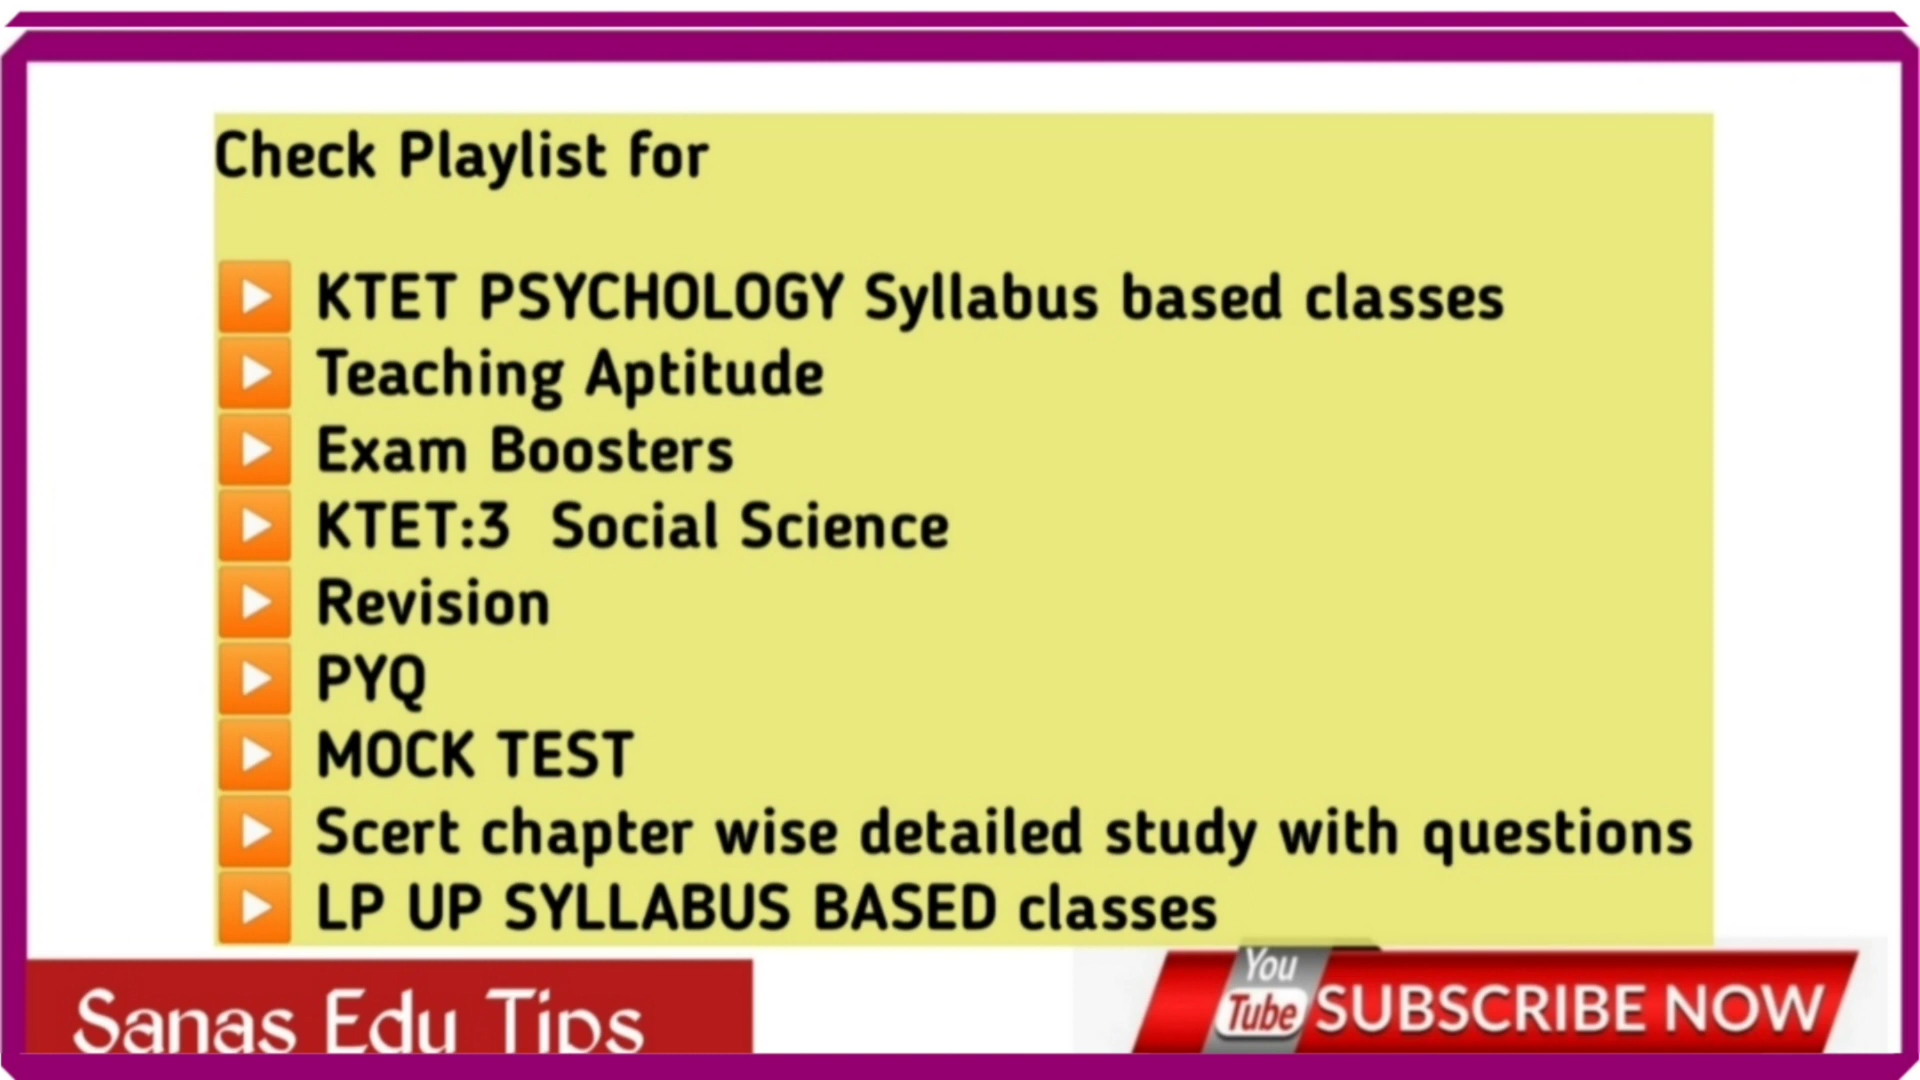 Check Playlist for
KTET PSYCHOLOGY Syllabus based classes
Teaching Aptitude
Exam Boosters
KTET:3 Social Science
Revision
PYQ
MOCK TEST
Scert chapter wise detailed study with questions
LP UP SYLLABUS BASED classes
Sanas Edu Tips
You Tube SUBSCRIBE NOW